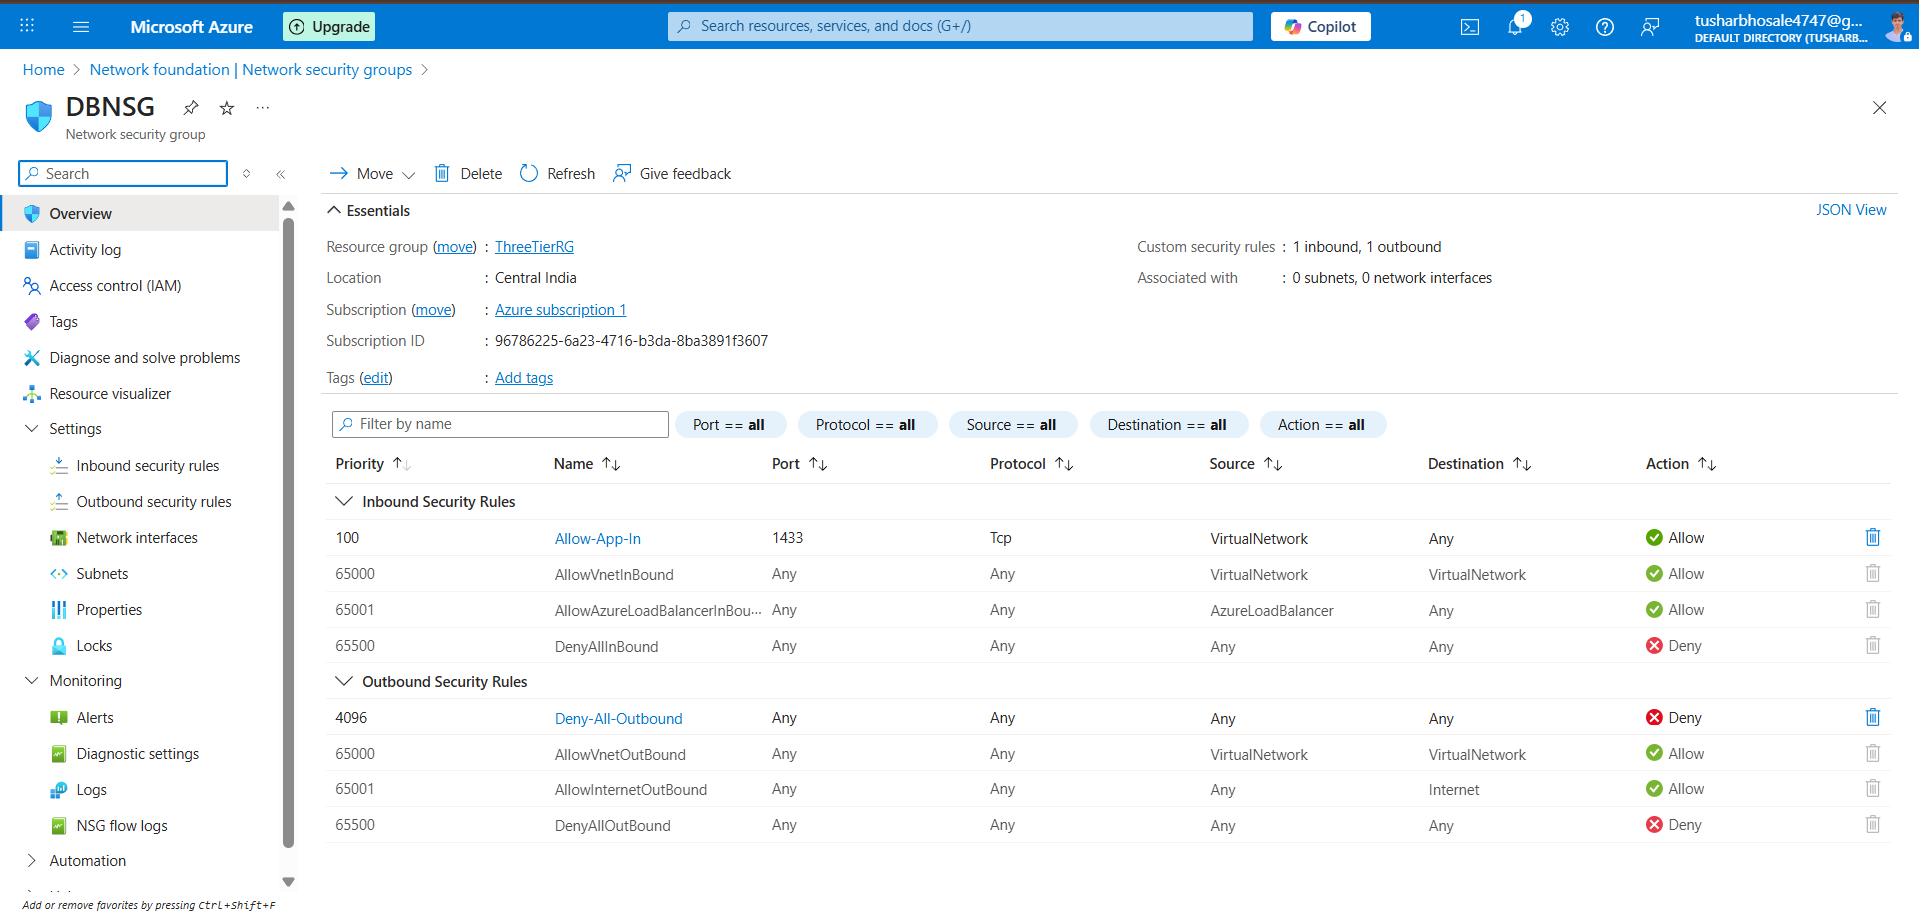 Microsoft Azure
Upgrade
Search resources, services, and docs (G+/)
Copilot
1
tusharbhosale4747@g...
DEFAULT DIRECTORY (TUSHARB...
Home > Network foundation | Network security groups >
DBNSG
Network security group
Search
Overview
Activity log
Access control (IAM)
Tags
Diagnose and solve problems
Resource visualizer
Settings
Inbound security rules
Outbound security rules
Network interfaces
Subnets
Properties
Locks
Monitoring
Alerts
Diagnostic settings
Logs
NSG flow logs
Automation
Add or remove favorites by pressing Ctrl+Shift+F
Move Delete Refresh Give feedback
Essentials
JSON View
Resource group (move) : ThreeTierRG
Location : Central India
Subscription (move) : Azure subscription 1
Subscription ID : 96786225-6a23-4716-b3da-8ba3891f3607
Tags (edit) : Add tags
Custom security rules : 1 inbound, 1 outbound
Associated with : 0 subnets, 0 network interfaces
Filter by name Port == all Protocol == all Source == all Destination == all Action == all
Priority Name Port Protocol Source Destination Action
Inbound Security Rules
100 Allow-App-In 1433 Tcp VirtualNetwork Any Allow
65000 AllowVnetInBound Any Any VirtualNetwork VirtualNetwork Allow
65001 AllowAzureLoadBalancerInBou... Any Any AzureLoadBalancer Any Allow
65500 DenyAllInBound Any Any Any Any Deny
Outbound Security Rules
4096 Deny-All-Outbound Any Any Any Any Deny
65000 AllowVnetOutBound Any Any VirtualNetwork VirtualNetwork Allow
65001 AllowInternetOutBound Any Any Any Internet Allow
65500 DenyAllOutBound Any Any Any Any Deny